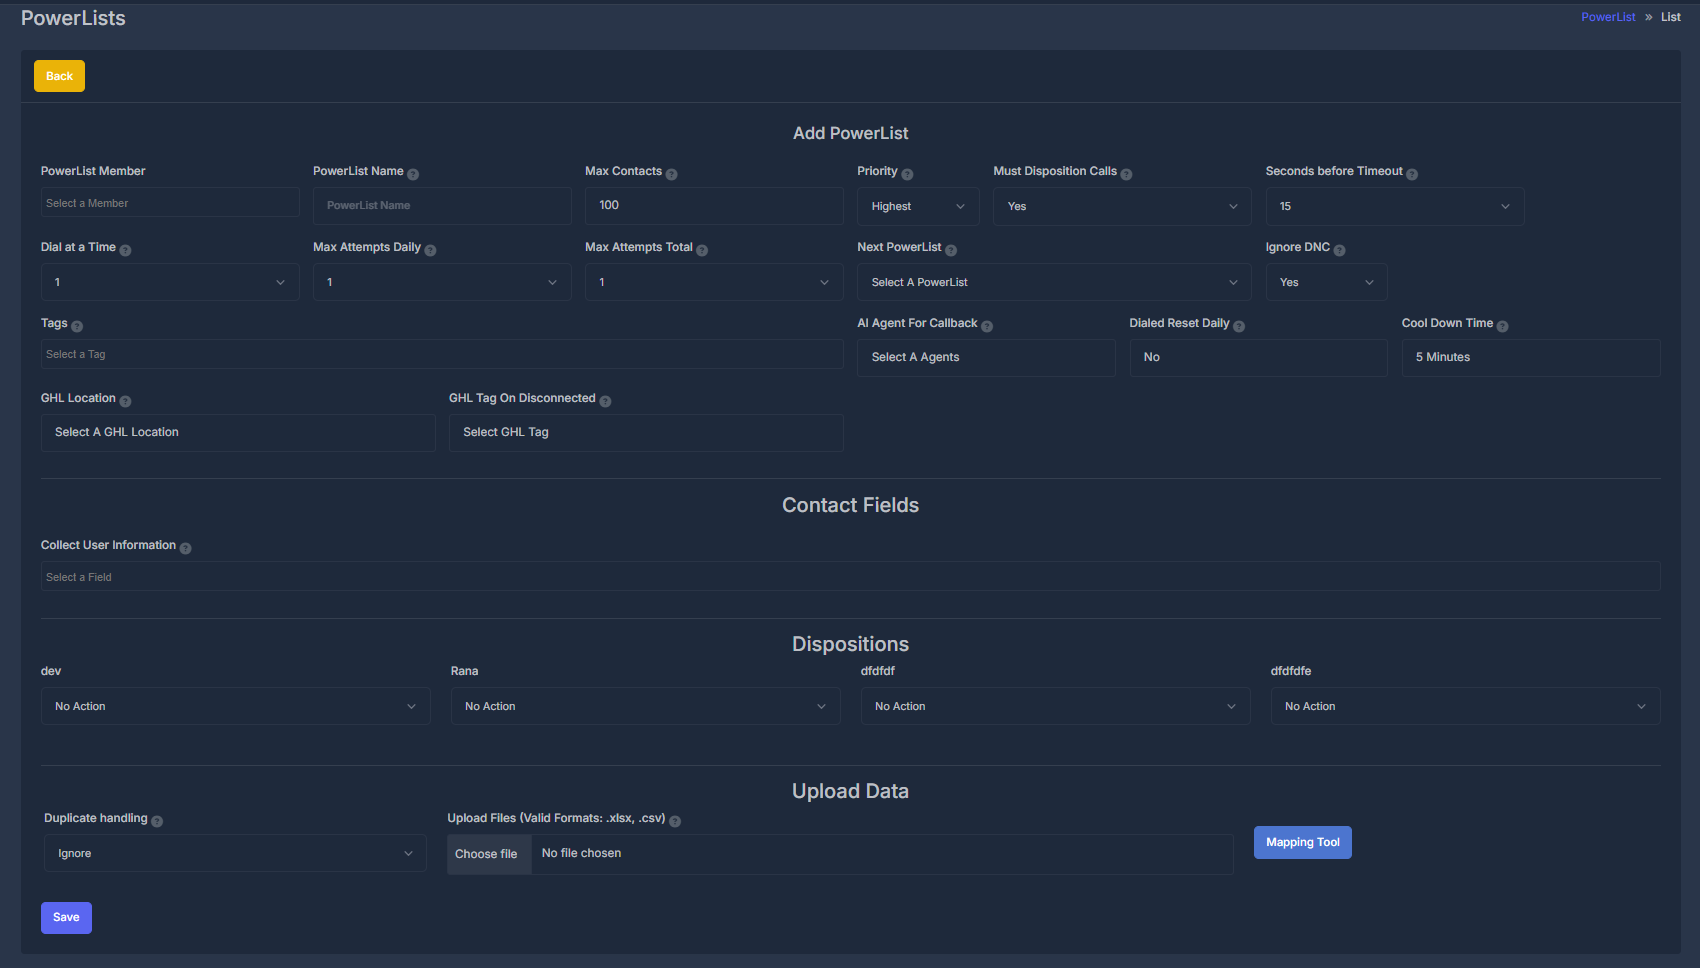 PowerLists
PowerList » List
Back
Add PowerList
PowerList Member
PowerList Name ?
Max Contacts ?
Priority ?
Must Disposition Calls ?
Seconds before Timeout ?
Select a Member
PowerList Name
100
Highest
Yes
15
Dial at a Time ?
Max Attempts Daily ?
Max Attempts Total ?
Next PowerList ?
Ignore DNC ?
1
1
1
Select A PowerList
Yes
Tags ?
AI Agent For Callback ?
Dialed Reset Daily ?
Cool Down Time ?
Select a Tag
Select A Agents
No
5 Minutes
GHL Location ?
GHL Tag On Disconnected ?
Select A GHL Location
Select GHL Tag
Contact Fields
Collect User Information ?
Select a Field
Dispositions
dev
Rana
dfdfdf
dfdfdfe
No Action
No Action
No Action
No Action
Upload Data
Duplicate handling ?
Upload Files (Valid Formats: .xlsx, .csv) ?
Ignore
Choose file
No file chosen
Mapping Tool
Save